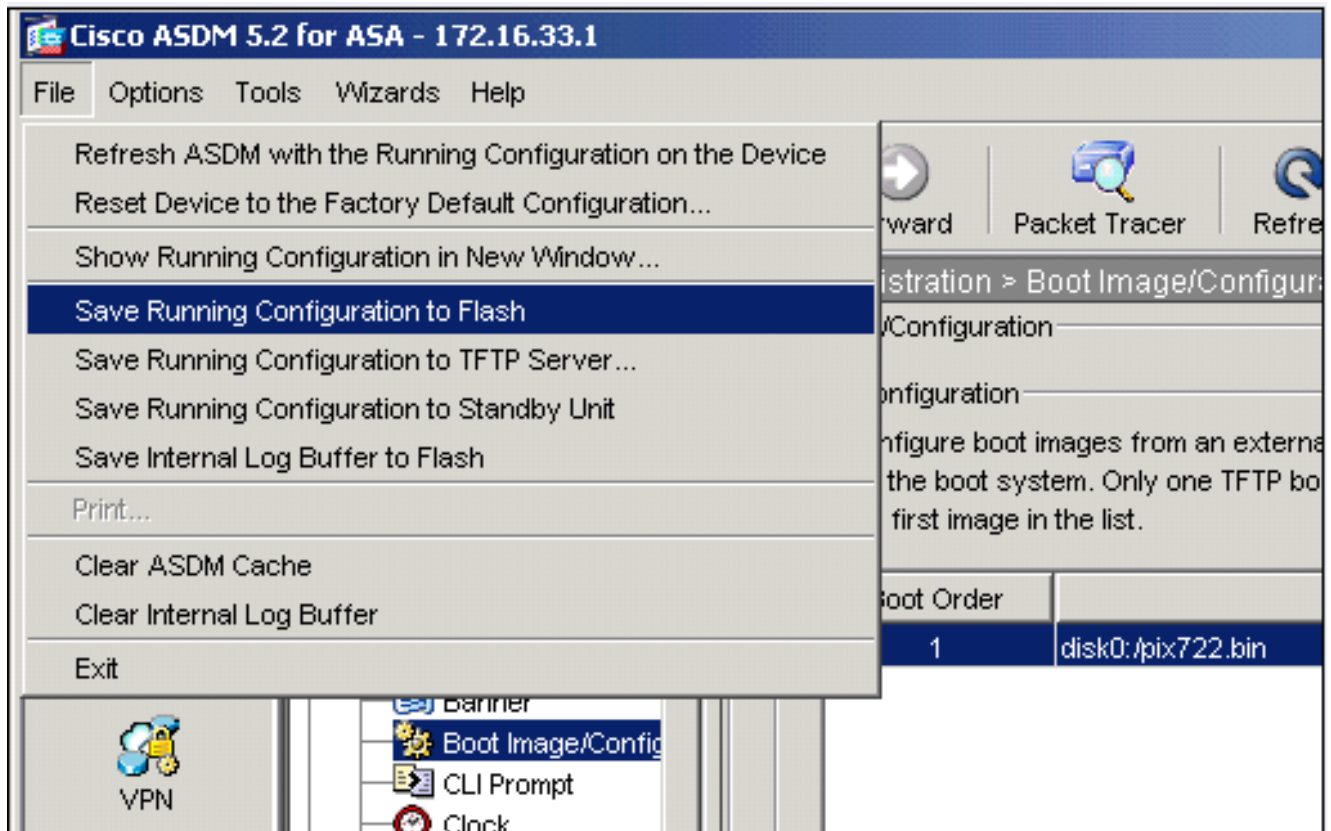 Cisco ASDM 5.2 for ASA - 172.16.33.1
File Options Tools Wizards Help
Refresh ASDM with the Running Configuration on the Device
Reset Device to the Factory Default Configuration...
Show Running Configuration in New Window...
Save Running Configuration to Flash
Save Running Configuration to TFTP Server...
Save Running Configuration to Standby Unit
Save Internal Log Buffer to Flash
Print...
Clear ASDM Cache
Clear Internal Log Buffer
Exit
ward Packet Tracer Refre
istration > Boot Image/Configur
/Configuration
onfiguration
nfigure boot images from an externa
the boot system. Only one TFTP bo
first image in the list.
oot Order
1 disk0:/pix722.bin
Banner
Boot Image/Config
CLI Prompt
Clock
VPN